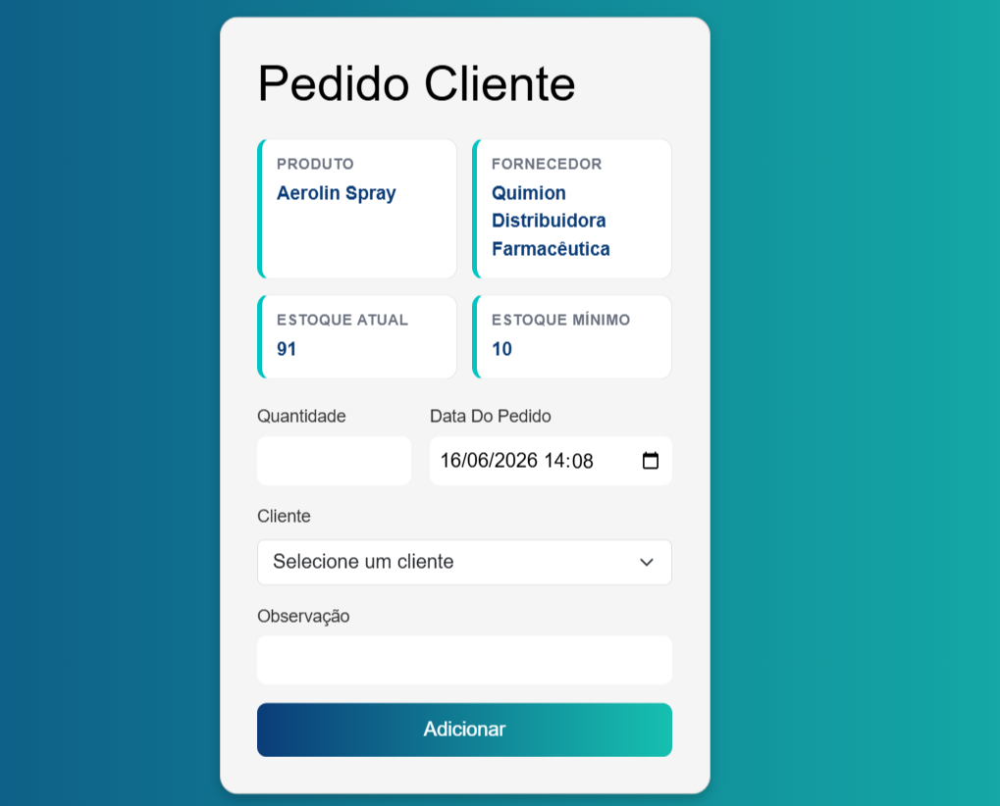 Pedido Cliente
PRODUTO
Aerolin Spray
FORNECEDOR
Quimion
Distribuidora
Farmacêutica
ESTOQUE ATUAL
91
ESTOQUE MÍNIMO
10
Quantidade
Data Do Pedido
16/06/2026 14:08
Cliente
Selecione um cliente
Observação
Adicionar